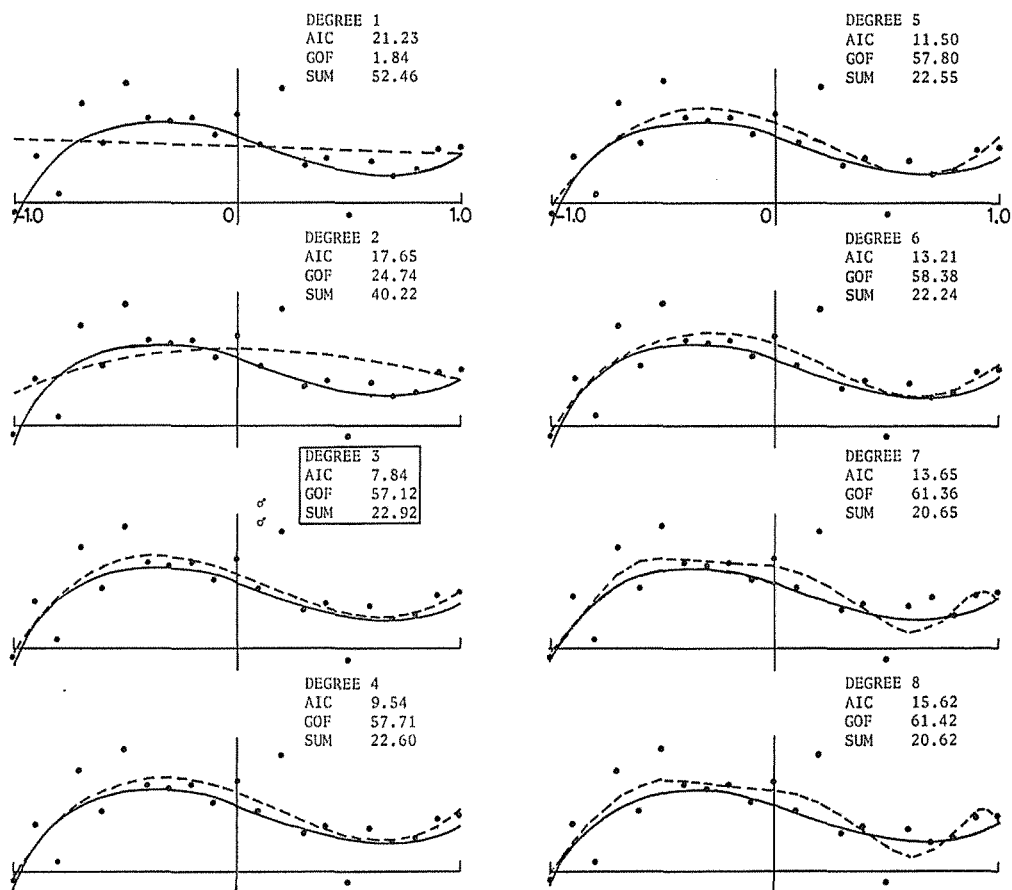 DEGREE 1
AIC 21.23
GOF 1.84
SUM 52.46
-1.0 0 1.0
DEGREE 2
AIC 17.65
GOF 24.74
SUM 40.22
DEGREE 3
AIC 7.84
GOF 57.12
SUM 22.92
DEGREE 4
AIC 9.54
GOF 57.71
SUM 22.60
DEGREE 5
AIC 11.50
GOF 57.80
SUM 22.55
-1.0 0 1.0
DEGREE 6
AIC 13.21
GOF 58.38
SUM 22.24
DEGREE 7
AIC 13.65
GOF 61.36
SUM 20.65
DEGREE 8
AIC 15.62
GOF 61.42
SUM 20.62